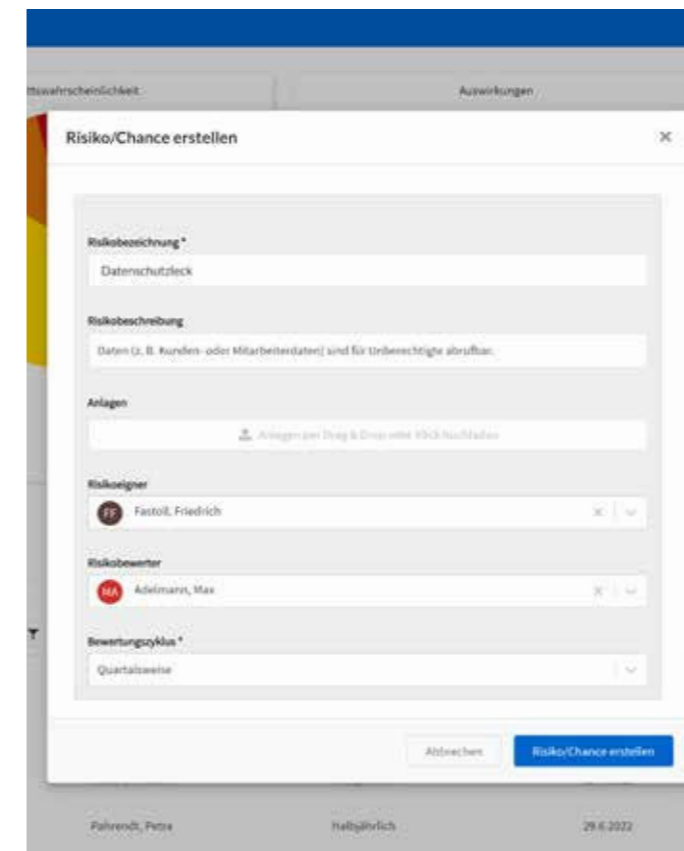 ttswahrscheinlichkeit
Auswirkungen
Risiko/Chance erstellen
Risikobezeichnung *
Datenschutzleck
Risikobeschreibung
Daten (z. B. Kunden- oder Mitarbeiterdaten) sind für Unberechtigte abrufbar.
Anlagen
Anlagen per Drag & Drop oder Klick hochladen
Risikoeigner
FF Fastoll, Friedrich
Risikobewerter
MA Adelmann, Max
Bewertungszyklus *
Quartalsweise
Abbrechen Risiko/Chance erstellen
Pahrendt, Petra Halbjährlich 29.6.2022